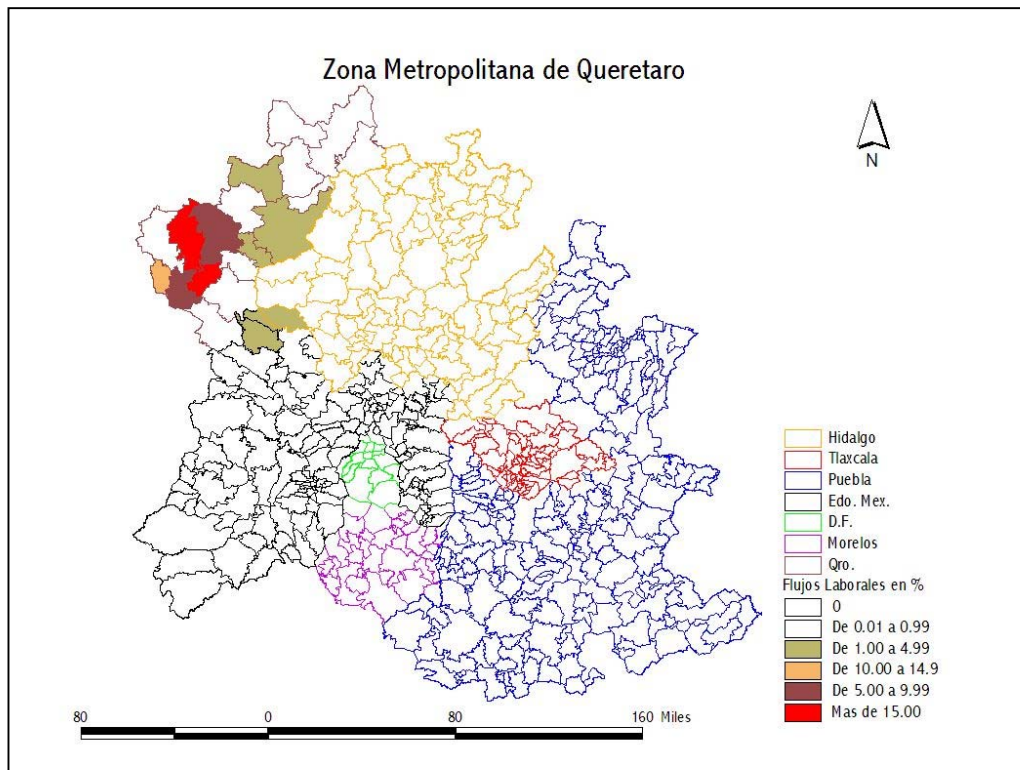 Zona Metropolitana de Queretaro
N
Hidalgo
Tlaxcala
Puebla
Edo. Mex.
D.F.
Morelos
Qro.
Flujos Laborales en %
0
De 0.01 a 0.99
De 1.00 a 4.99
De 10.00 a 14.9
De 5.00 a 9.99
Mas de 15.00
80 0 80 160 Miles